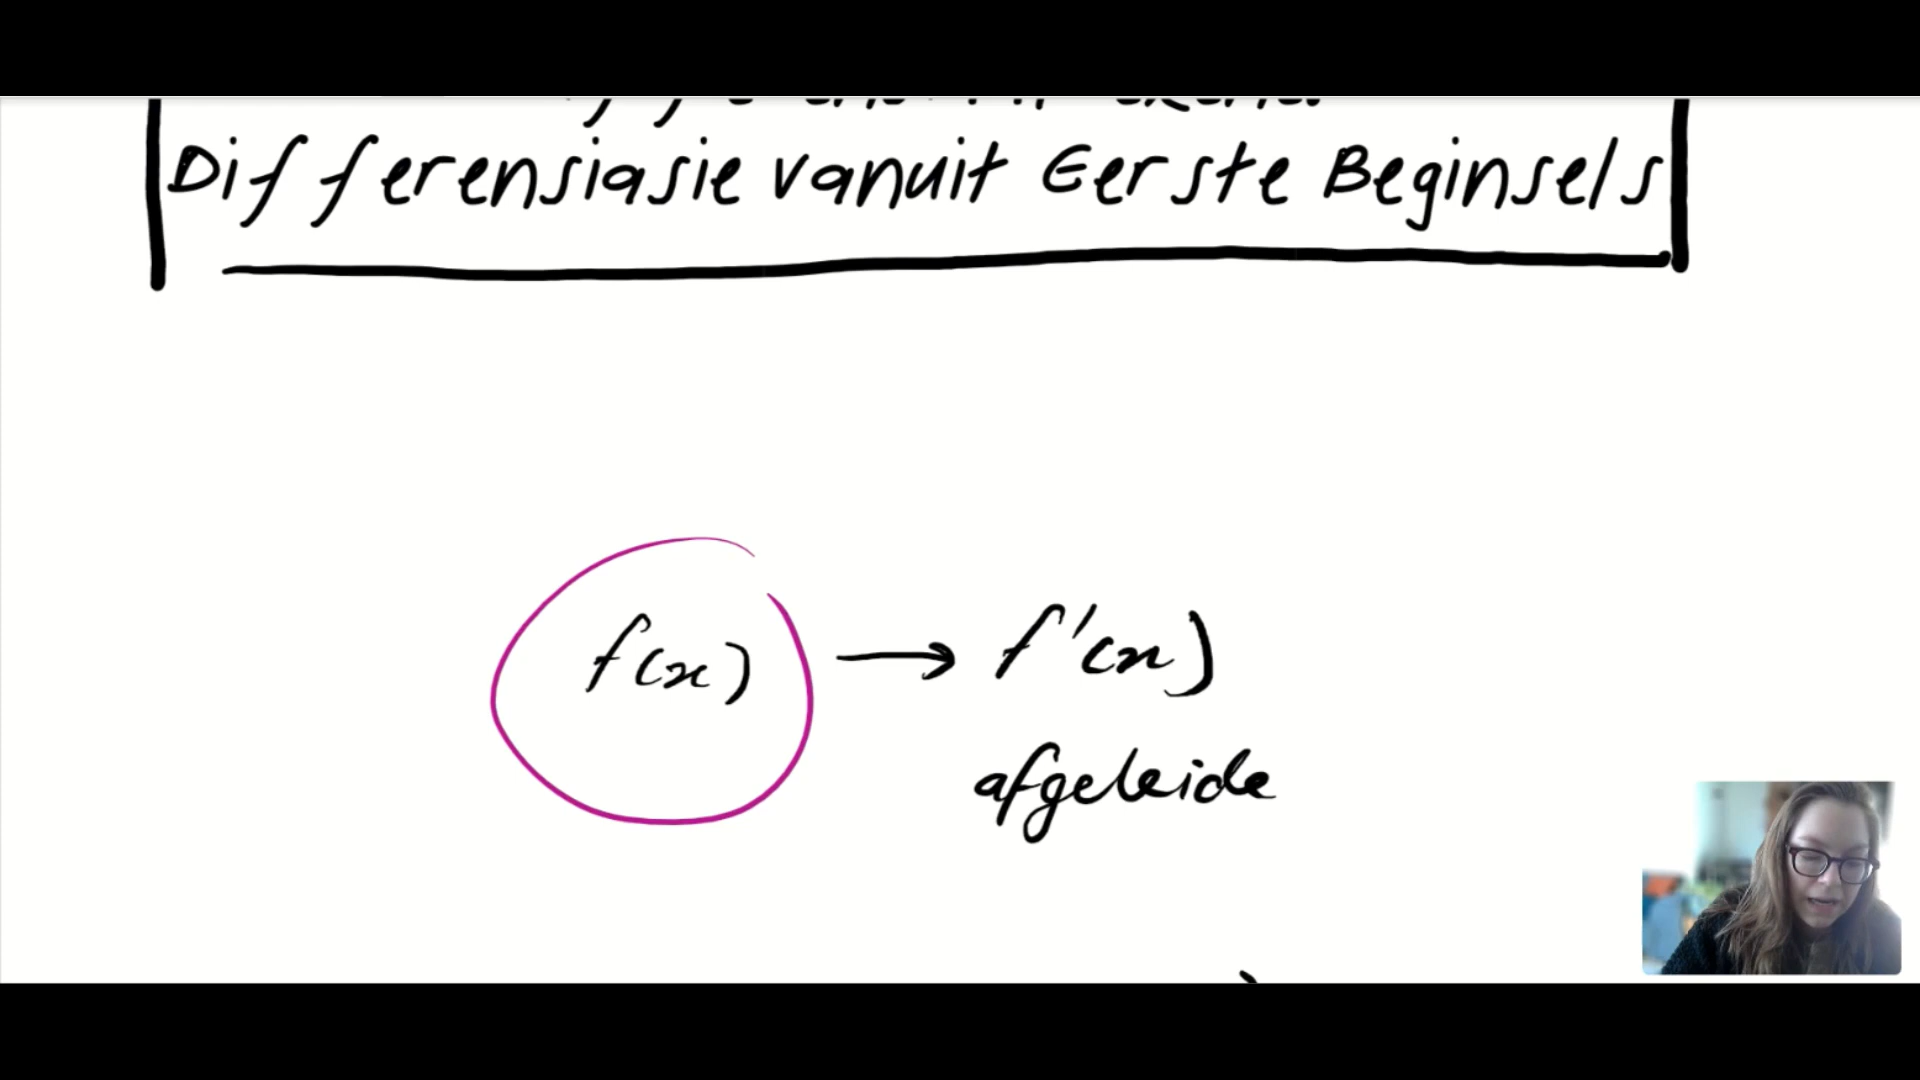 Differensiasie vanuit Eerste Beginsels
f(x) → f'(x)
afgeleide